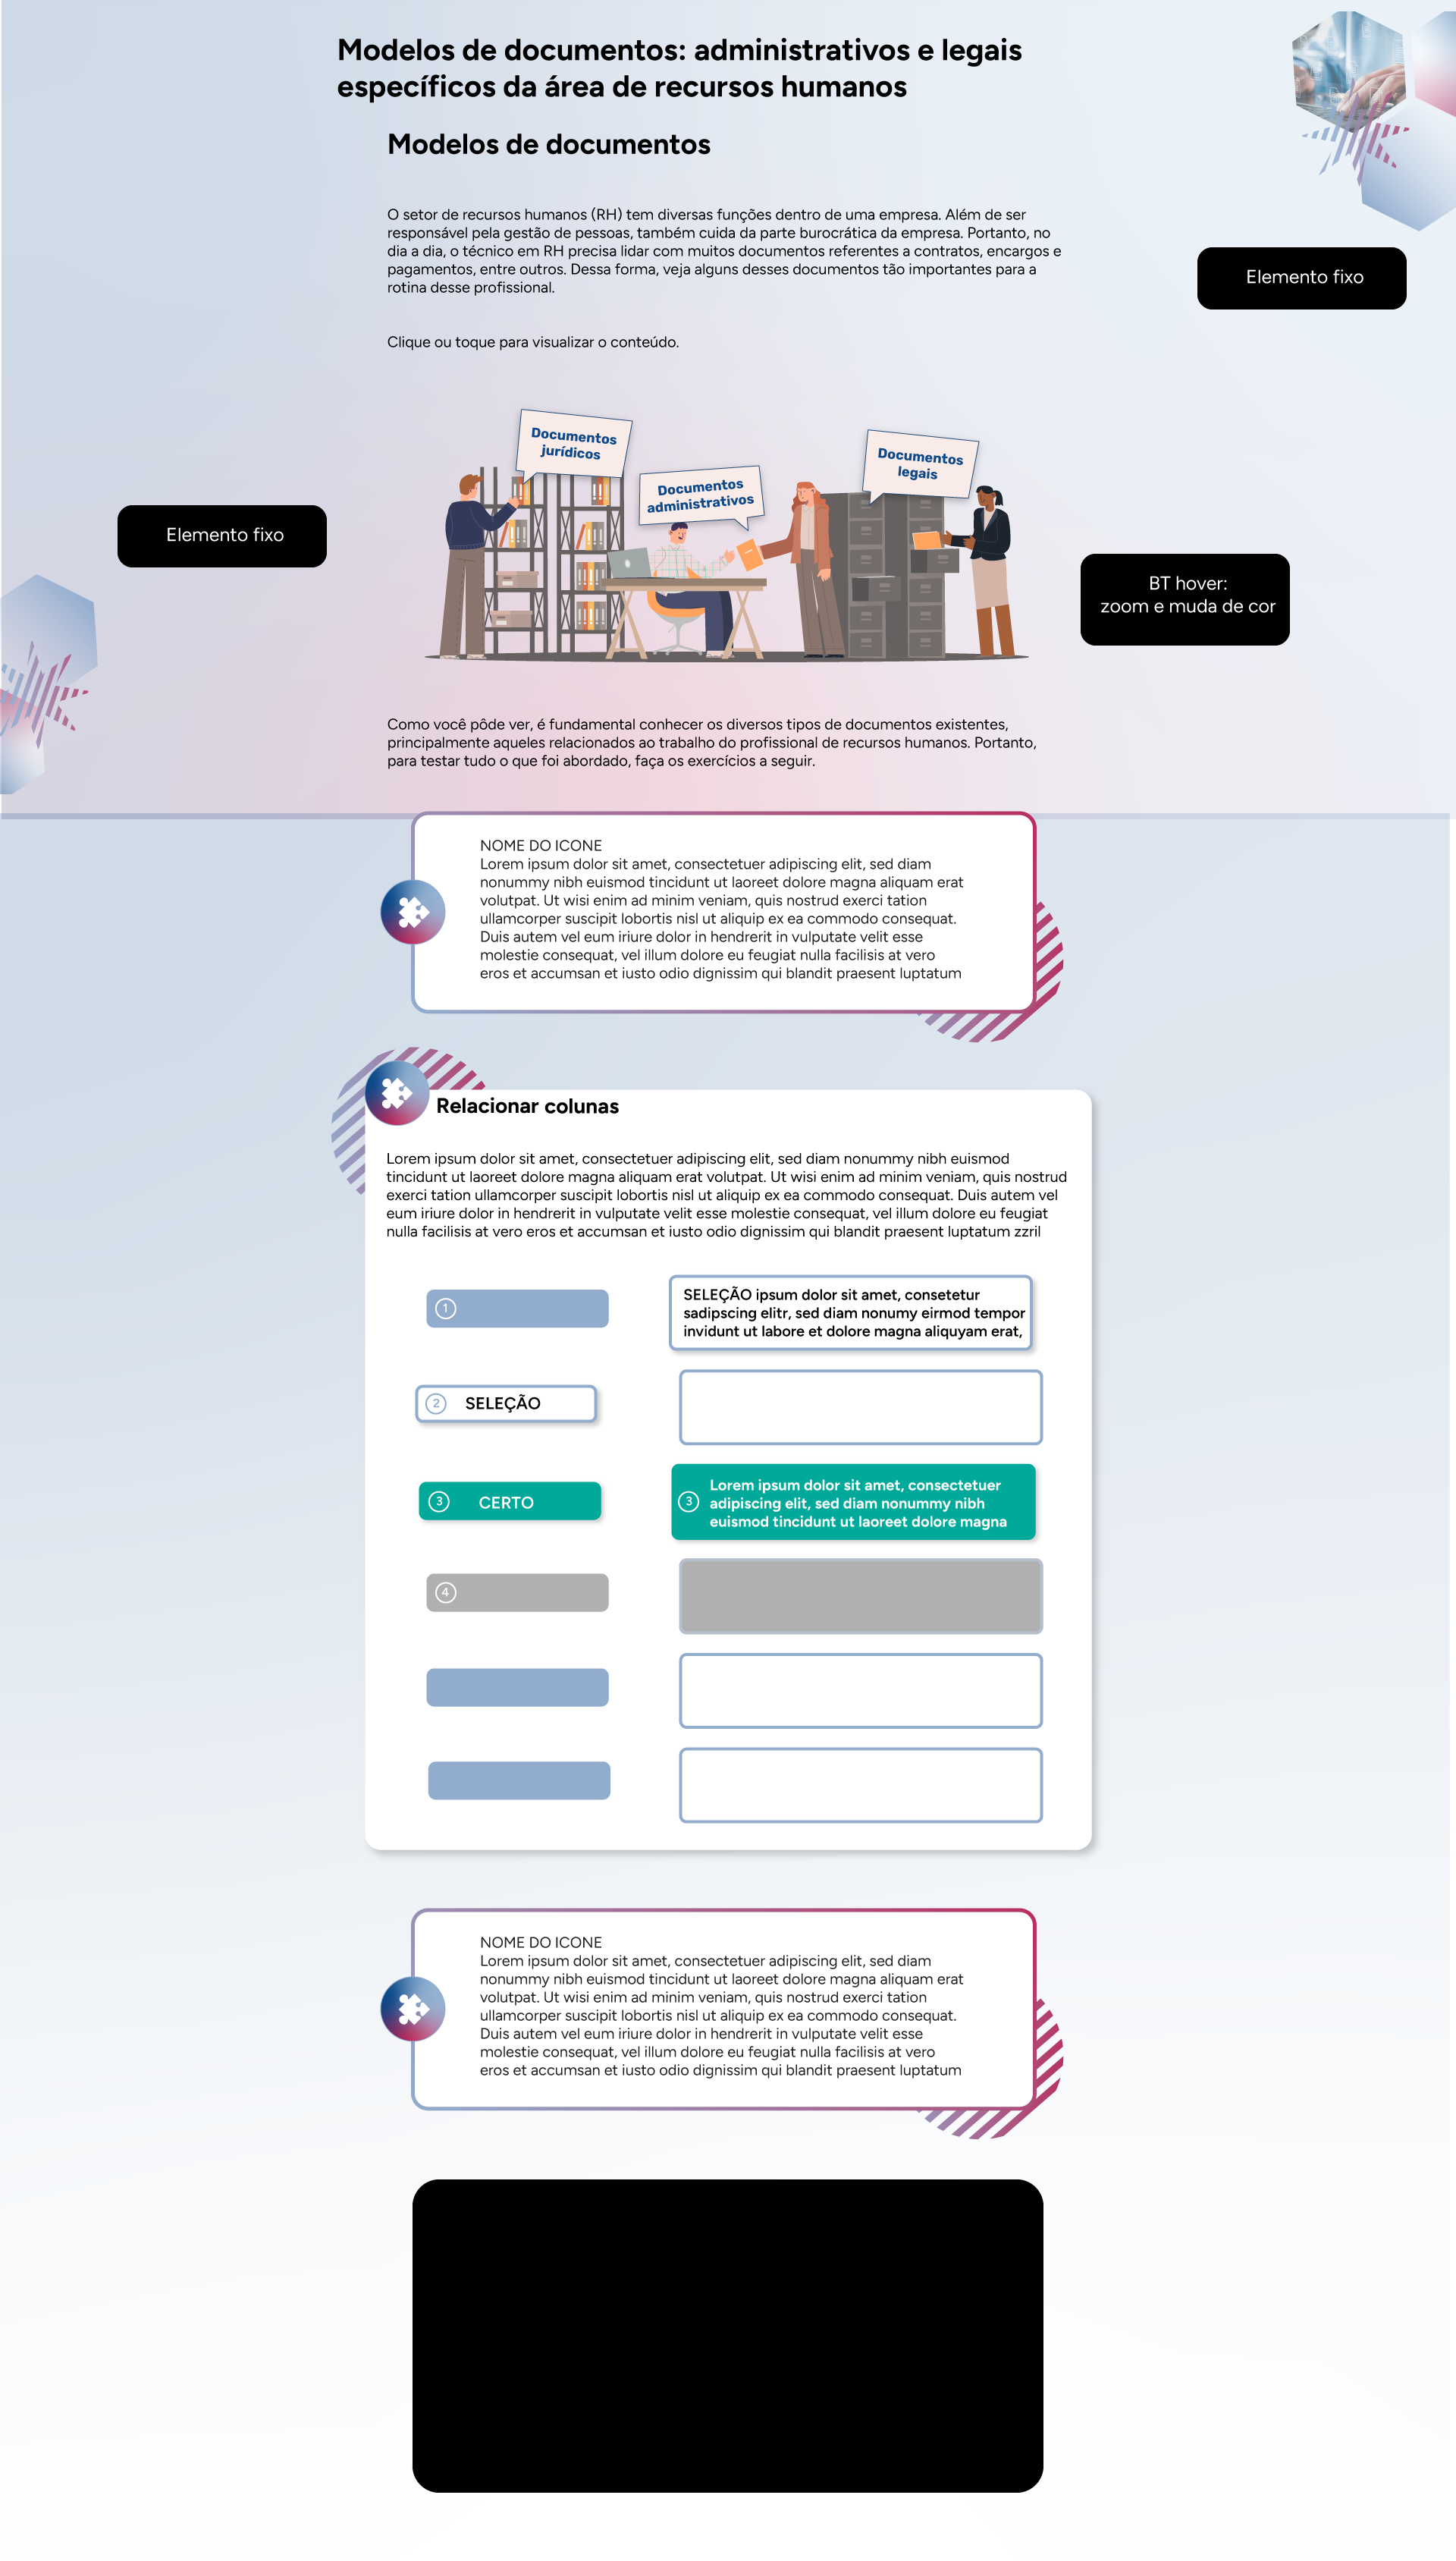 Modelos de documentos: administrativos e legais
específicos da área de recursos humanos
Modelos de documentos
O setor de recursos humanos (RH) tem diversas funções dentro de uma empresa. Além de ser
responsável pela gestão de pessoas, também cuida da parte burocrática da empresa. Portanto, no
dia a dia, o técnico em RH precisa lidar com muitos documentos referentes a contratos, encargos e
pagamentos, entre outros. Dessa forma, veja alguns desses documentos tão importantes para a
rotina desse profissional.
Elemento fixo
Clique ou toque para visualizar o conteúdo.
Documentos
jurídicos
Documentos
administrativos
Documentos
legais
Elemento fixo
BT hover:
zoom e muda de cor
Como você pôde ver, é fundamental conhecer os diversos tipos de documentos existentes,
principalmente aqueles relacionados ao trabalho do profissional de recursos humanos. Portanto,
para testar tudo o que foi abordado, faça os exercícios a seguir.
NOME DO ICONE
Lorem ipsum dolor sit amet, consectetuer adipiscing elit, sed diam
nonummy nibh euismod tincidunt ut laoreet dolore magna aliquam erat
volutpat. Ut wisi enim ad minim veniam, quis nostrud exerci tation
ullamcorper suscipit lobortis nisl ut aliquip ex ea commodo consequat.
Duis autem vel eum iriure dolor in hendrerit in vulputate velit esse
molestie consequat, vel illum dolore eu feugiat nulla facilisis at vero
eros et accumsan et iusto odio dignissim qui blandit praesent luptatum
Relacionar colunas
Lorem ipsum dolor sit amet, consectetuer adipiscing elit, sed diam nonummy nibh euismod
tincidunt ut laoreet dolore magna aliquam erat volutpat. Ut wisi enim ad minim veniam, quis nostrud
exerci tation ullamcorper suscipit lobortis nisl ut aliquip ex ea commodo consequat. Duis autem vel
eum iriure dolor in hendrerit in vulputate velit esse molestie consequat, vel illum dolore eu feugiat
nulla facilisis at vero eros et accumsan et iusto odio dignissim qui blandit praesent luptatum zzril
1
SELEÇÃO ipsum dolor sit amet, consetetur
sadipscing elitr, sed diam nonumy eirmod tempor
invidunt ut labore et dolore magna aliquyam erat,
2 SELEÇÃO
3 CERTO
3
Lorem ipsum dolor sit amet, consectetuer
adipiscing elit, sed diam nonummy nibh
euismod tincidunt ut laoreet dolore magna
4
NOME DO ICONE
Lorem ipsum dolor sit amet, consectetuer adipiscing elit, sed diam
nonummy nibh euismod tincidunt ut laoreet dolore magna aliquam erat
volutpat. Ut wisi enim ad minim veniam, quis nostrud exerci tation
ullamcorper suscipit lobortis nisl ut aliquip ex ea commodo consequat.
Duis autem vel eum iriure dolor in hendrerit in vulputate velit esse
molestie consequat, vel illum dolore eu feugiat nulla facilisis at vero
eros et accumsan et iusto odio dignissim qui blandit praesent luptatum